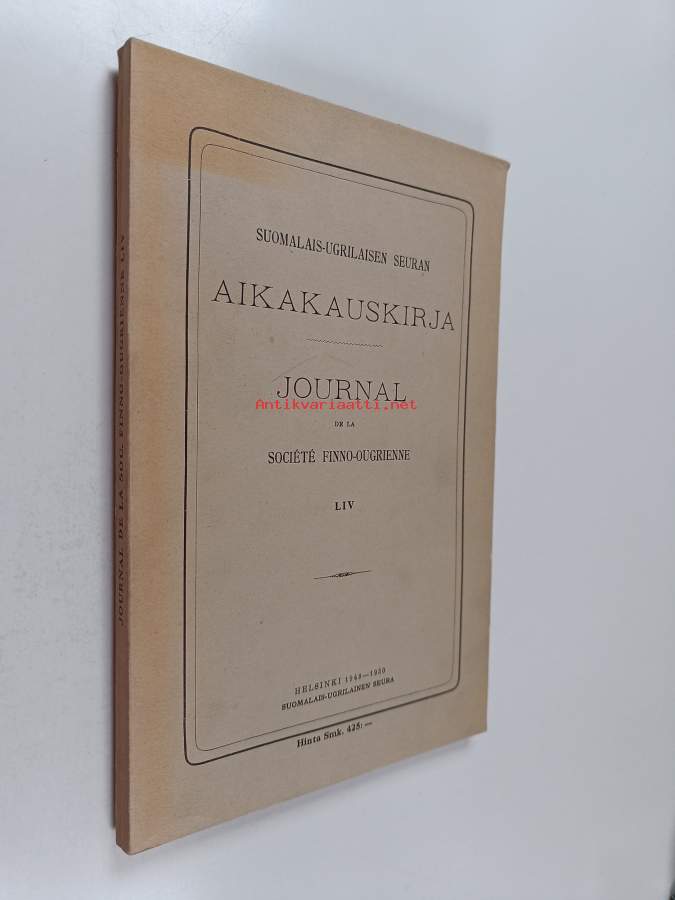 SUOMALAIS-UGRILAISEN SEURAN
AIKAKAUSKIRJA
JOURNAL
Antikvariaatti.net
DE LA
SOCIÉTÉ FINNO-OUGRIENNE
LIV
HELSINKI 1948—1950
SUOMALAIS-UGRILAINEN SEURA
Hinta Smk. 425: —
JOURNAL DE LA SOC. FINNO-OUGRIENNE LIV